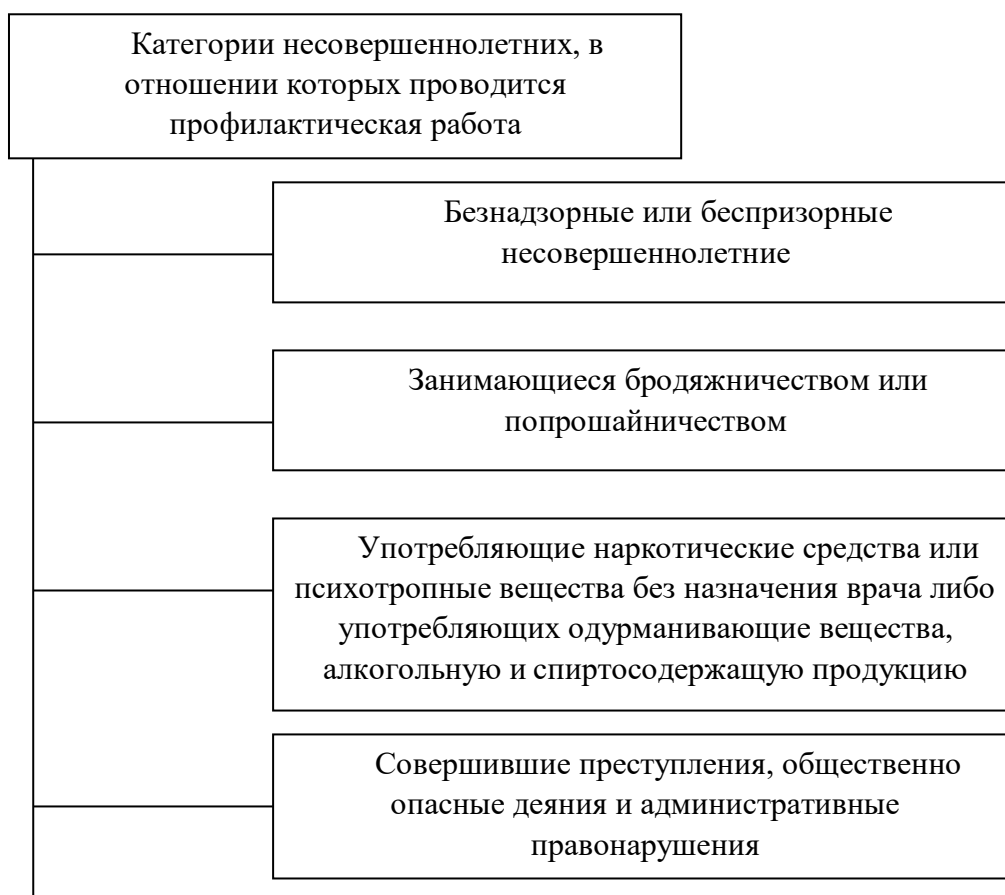 Категории несовершеннолетних, в
отношении которых проводится
профилактическая работа
Безнадзорные или беспризорные
несовершеннолетние
Занимающиеся бродяжничеством или
попрошайничеством
Употребляющие наркотические средства или
психотропные вещества без назначения врача либо
употребляющих одурманивающие вещества,
алкогольную и спиртосодержащую продукцию
Совершившие преступления, общественно
опасные деяния и административные
правонарушения